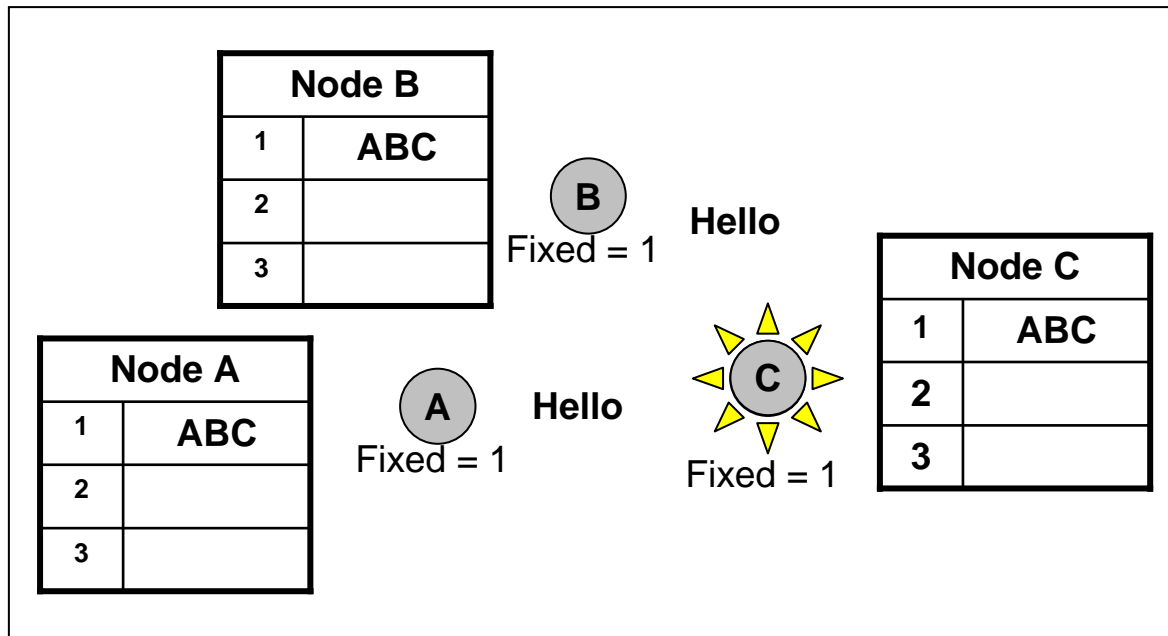 Node B
1 ABC
2
3
B
Fixed = 1
Hello
Node C
1 ABC
2
3
C
Fixed = 1
Node A
1 ABC
2
3
A
Fixed = 1
Hello